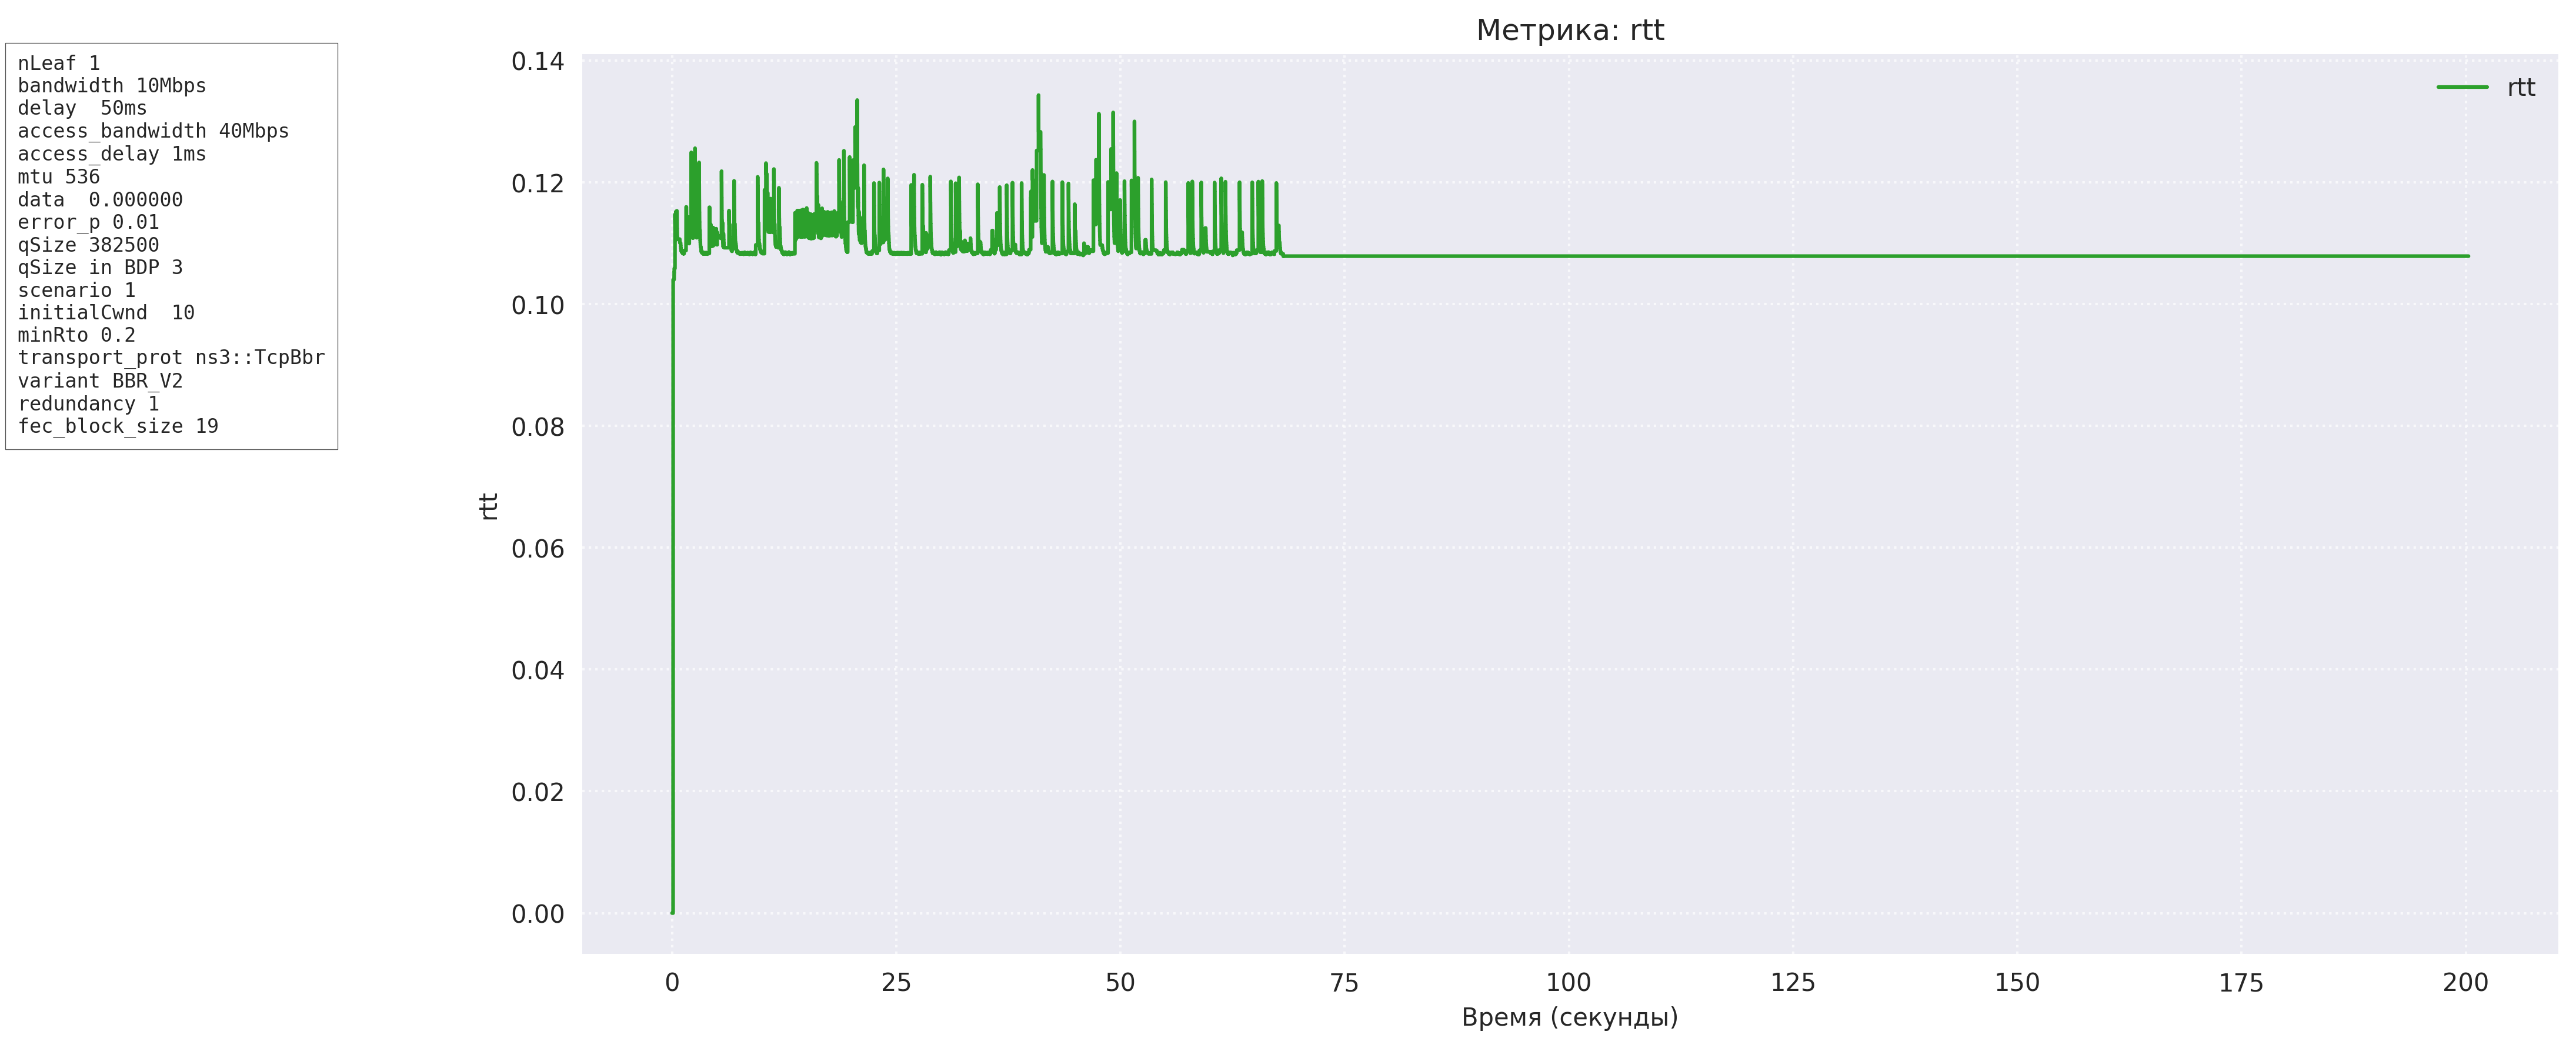 Метрика: rtt
nLeaf 1
bandwidth 10Mbps
delay  50ms
access_bandwidth 40Mbps
access_delay 1ms
mtu 536
data  0.000000
error_p 0.01
qSize 382500
qSize in BDP 3
scenario 1
initialCwnd  10
minRto 0.2
transport_prot ns3::TcpBbr
variant BBR_V2
redundancy 1
fec_block_size 19
rtt
0.14
0.12
0.10
0.08
0.06
0.04
0.02
0.00
rtt
0 25 50 75 100 125 150 175 200
Время (секунды)